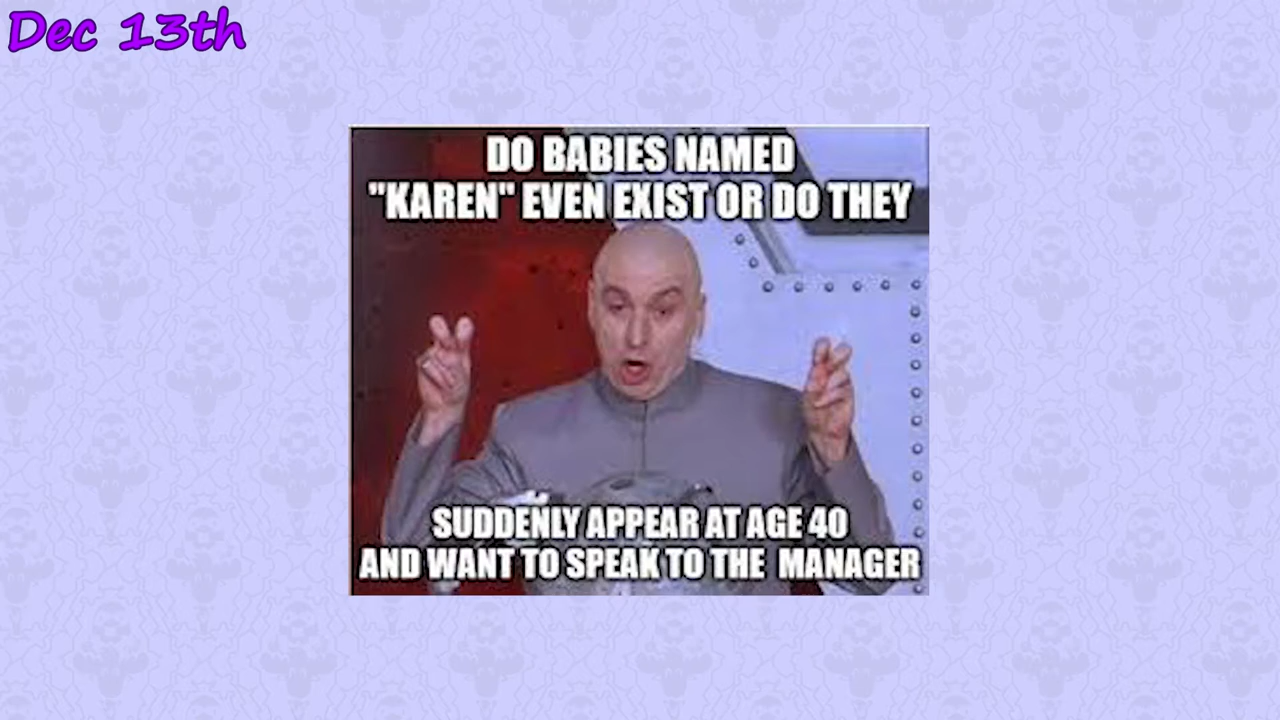 Dec 13th
DO BABIES NAMED
"KAREN" EVEN EXIST OR DO THEY
SUDDENLY APPEAR AT AGE 40
AND WANT TO SPEAK TO THE MANAGER